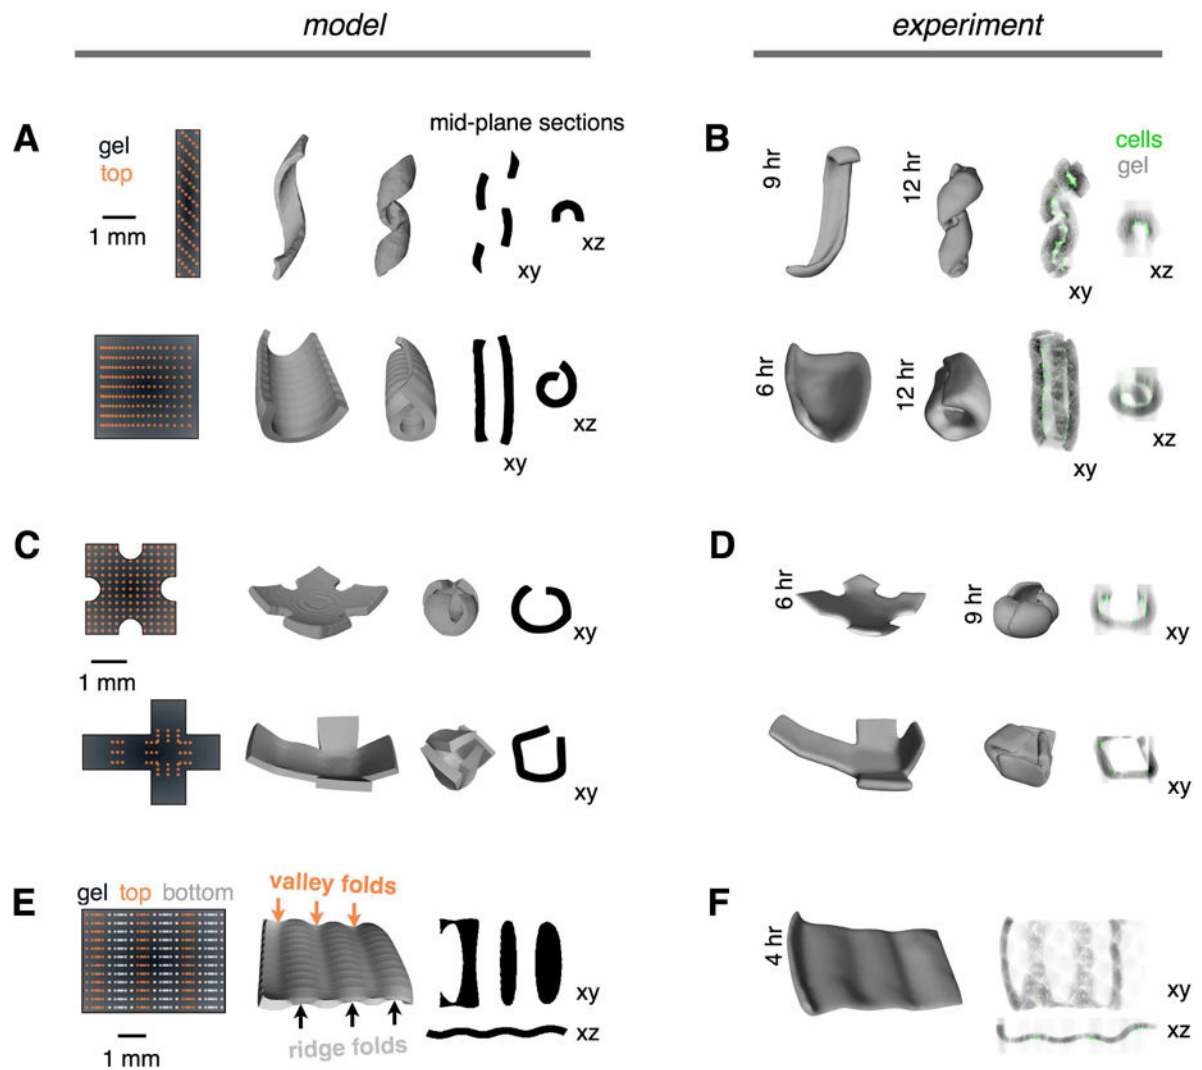 model
experiment
A
gel
top
1 mm
mid-plane sections
xy
xz
xy
xz
B
9 hr
12 hr
cells
gel
xy
xz
6 hr
12 hr
xy
xz
C
1 mm
xy
xy
D
6 hr
9 hr
xy
xy
E
gel top bottom
1 mm
valley folds
ridge folds
xy
xz
F
4 hr
xy
xz